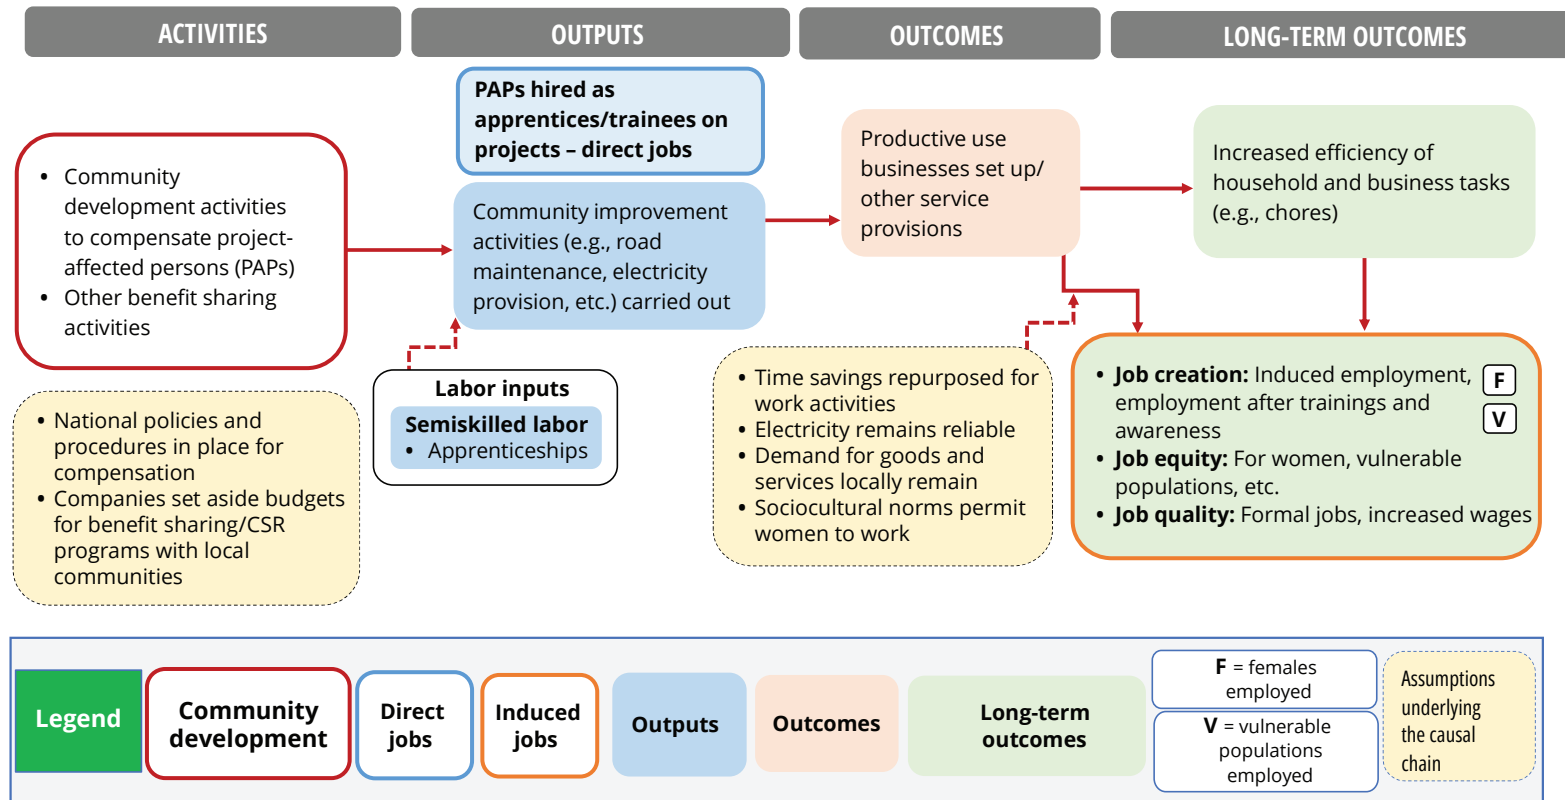 ACTIVITIES
OUTPUTS
OUTCOMES
LONG-TERM OUTCOMES
• Community
development activities
to compensate project-
affected persons (PAPs)
• Other benefit sharing
activities
• National policies and
procedures in place for
compensation
• Companies set aside budgets
for benefit sharing/CSR
programs with local
communities
PAPs hired as
apprentices/trainees on
projects – direct jobs
Community improvement
activities (e.g., road
maintenance, electricity
provision, etc.) carried out
Labor inputs
Semiskilled labor
• Apprenticeships
Productive use
businesses set up/
other service
provisions
• Time savings repurposed for
work activities
• Electricity remains reliable
• Demand for goods and
services locally remain
• Sociocultural norms permit
women to work
Increased efficiency of
household and business tasks
(e.g., chores)
• Job creation: Induced employment,
employment after trainings and
awareness
• Job equity: For women, vulnerable
populations, etc.
• Job quality: Formal jobs, increased wages
F
V
Legend
Community
development
Direct
jobs
Induced
jobs
Outputs
Outcomes
Long-term
outcomes
F = females
employed
V = vulnerable
populations
employed
Assumptions
underlying
the causal
chain